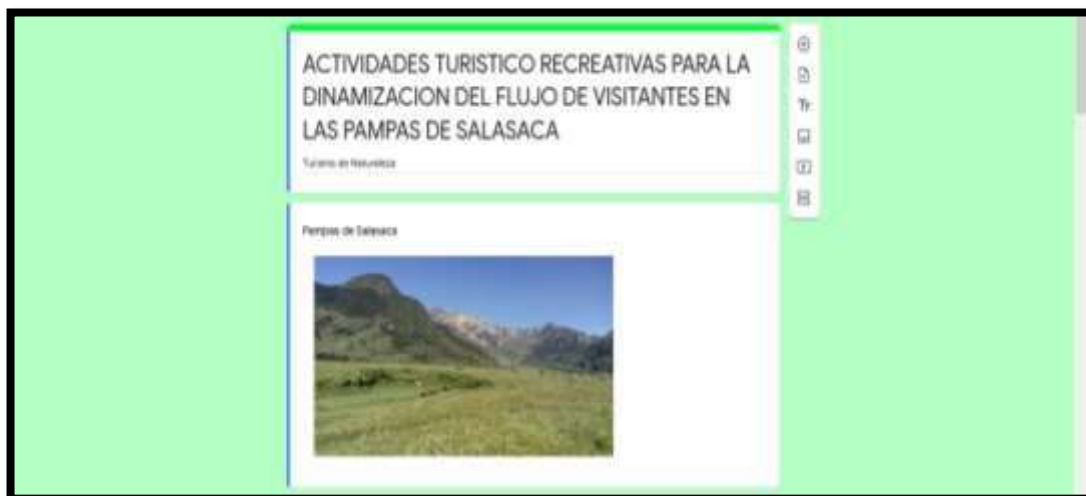 ACTIVIDADES TURISTICO RECREATIVAS PARA LA
DINAMIZACION DEL FLUJO DE VISITANTES EN
LAS PAMPAS DE SALASACA
Turismo de Naturaleza
Pampas de Salasaca
Tr